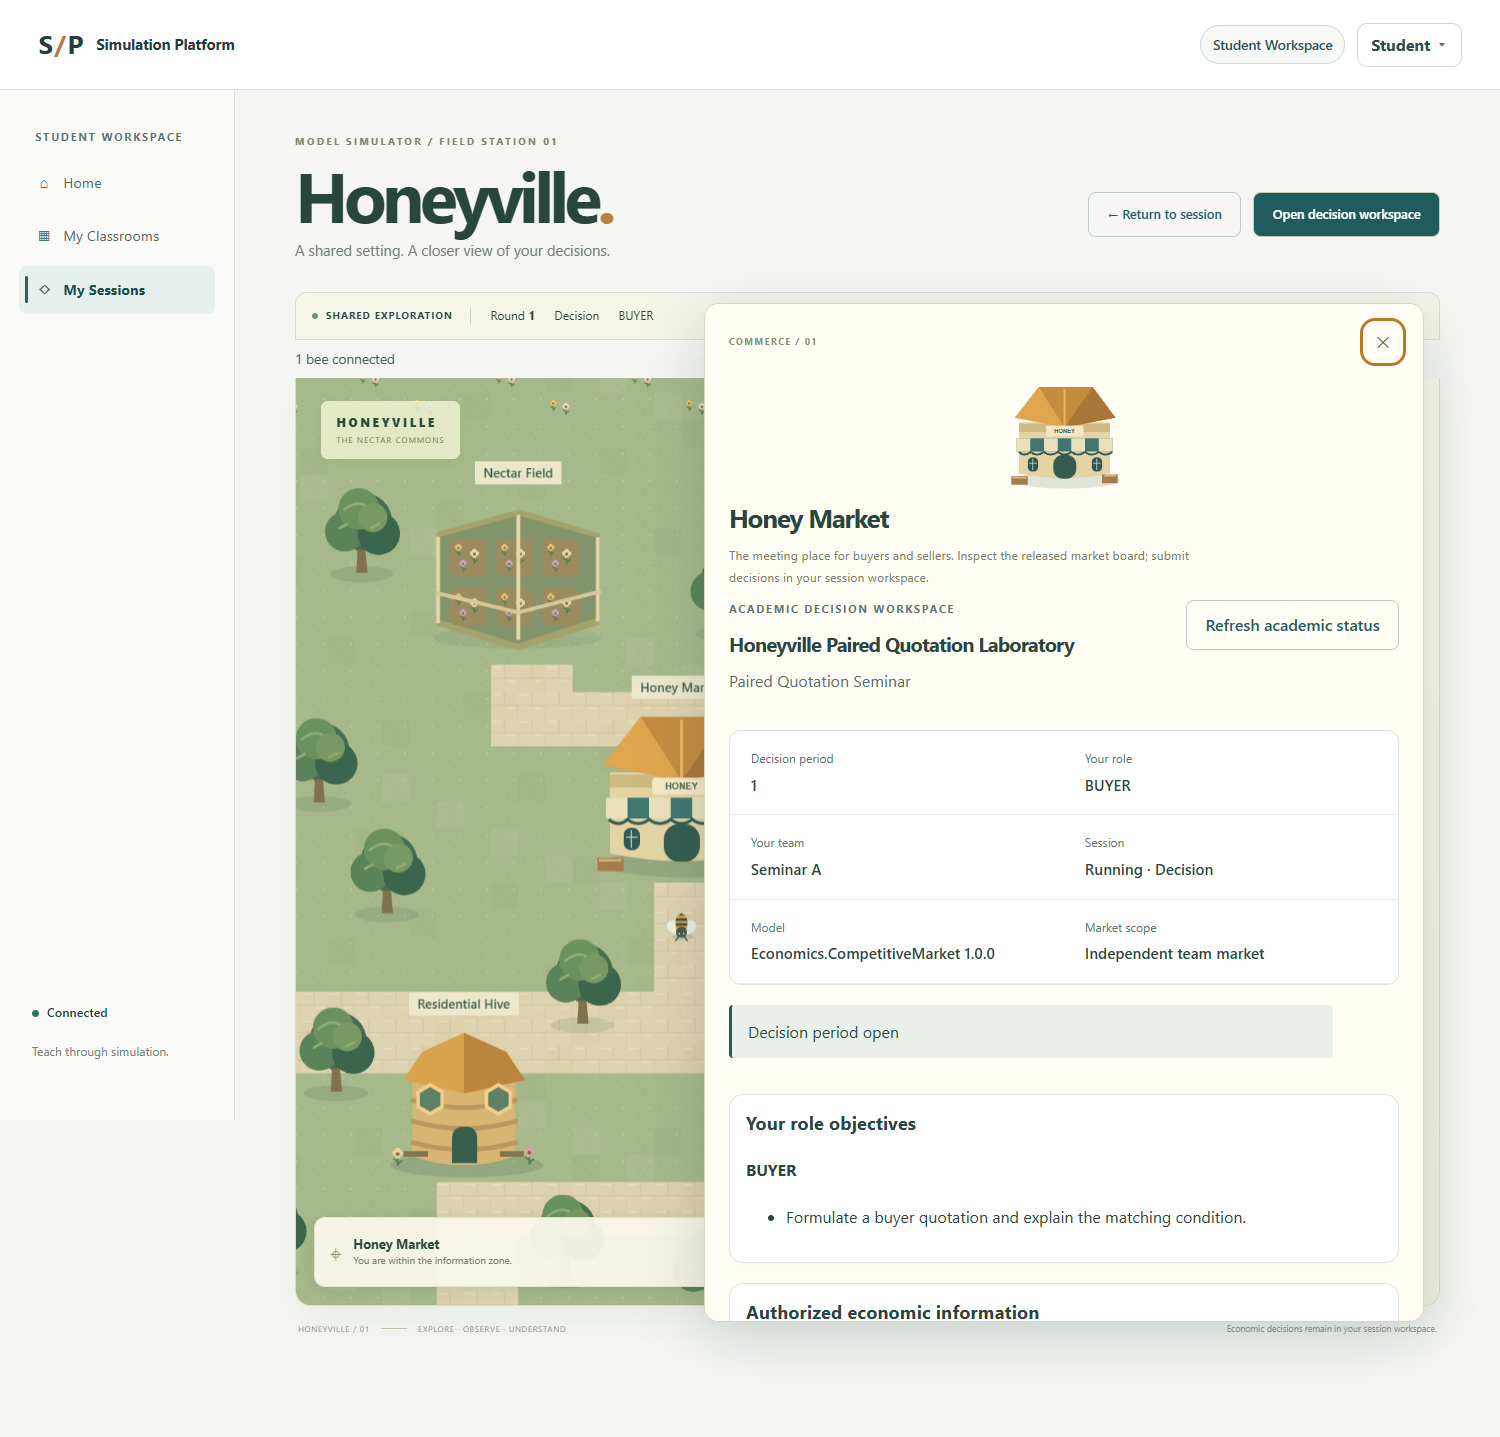 S/P Simulation Platform
Student Workspace
Student
STUDENT WORKSPACE
Home
My Classrooms
My Sessions
Connected
Teach through simulation.
MODEL SIMULATOR / FIELD STATION 01
Honeyville.
A shared setting. A closer view of your decisions.
← Return to session
Open decision workspace
SHARED EXPLORATION
Round 1
Decision
BUYER
1 bee connected
HONEYVILLE
THE NECTAR COMMONS
Nectar Field
Honey Mar
HONEY
Residential Hive
Honey Market
You are within the information zone.
HONEYVILLE / 01
EXPLORE · OBSERVE · UNDERSTAND
COMMERCE / 01
HONEY
Honey Market
The meeting place for buyers and sellers. Inspect the released market board; submit
decisions in your session workspace.
ACADEMIC DECISION WORKSPACE
Honeyville Paired Quotation Laboratory
Paired Quotation Seminar
Refresh academic status
Decision period
1
Your role
BUYER
Your team
Seminar A
Session
Running · Decision
Model
Economics.CompetitiveMarket 1.0.0
Market scope
Independent team market
Decision period open
Your role objectives
BUYER
• Formulate a buyer quotation and explain the matching condition.
Authorized economic information
Economic decisions remain in your session workspace.